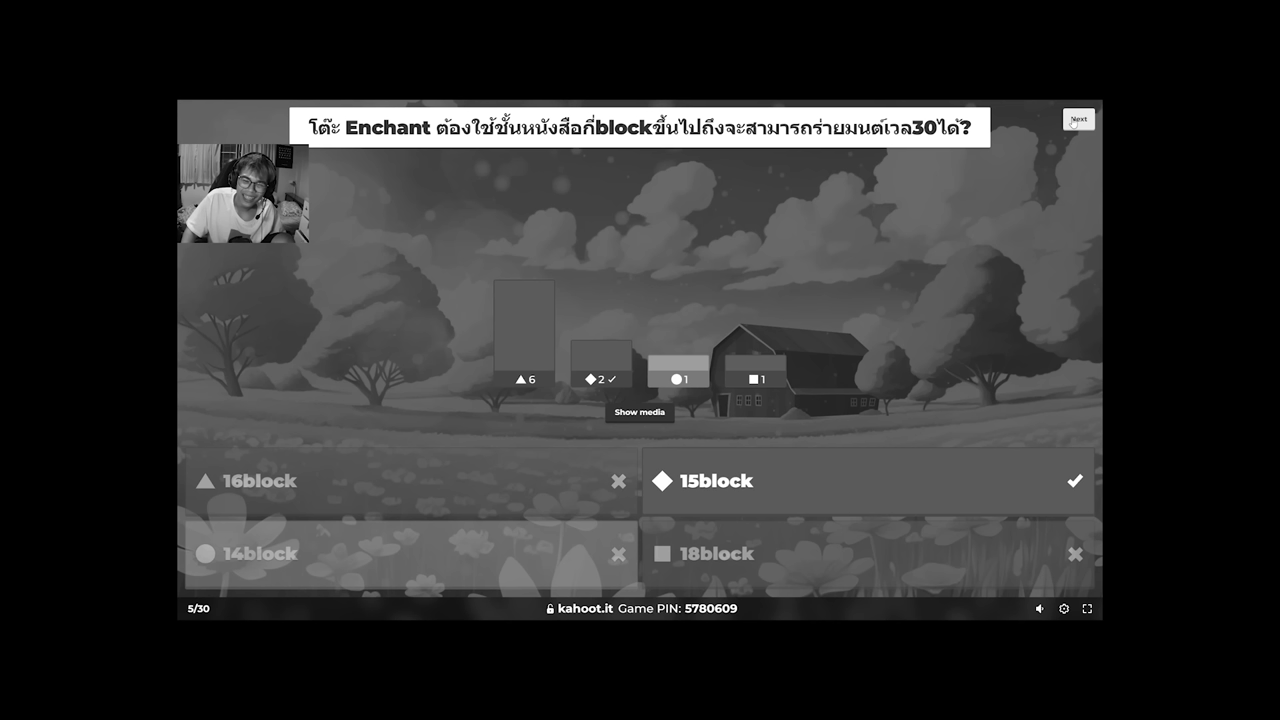 โต๊ะ Enchant ต้องใช้ชั้นหนังสือกี่blockขึ้นไปถึงจะสามารถร่ายมนต์เวล30ได้?
Next
6
2
1
1
Show media
16block
15block
14block
18block
5/30
kahoot.it Game PIN: 5780609